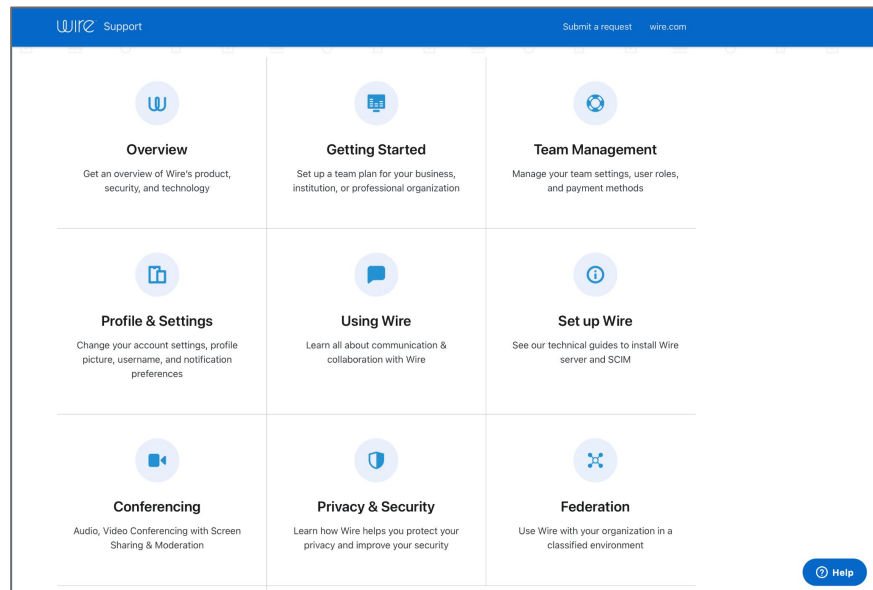 wire Support
Submit a request wire.com
Overview
Get an overview of Wire's product,
security, and technology
Getting Started
Set up a team plan for your business,
institution, or professional organization
Team Management
Manage your team settings, user roles,
and payment methods
Profile & Settings
Change your account settings, profile
picture, username, and notification
preferences
Using Wire
Learn all about communication &
collaboration with Wire
Set up Wire
See our technical guides to install Wire
server and SCIM
Conferencing
Audio, Video Conferencing with Screen
Sharing & Moderation
Privacy & Security
Learn how Wire helps you protect your
privacy and improve your security
Federation
Use Wire with your organization in a
classified environment
Help